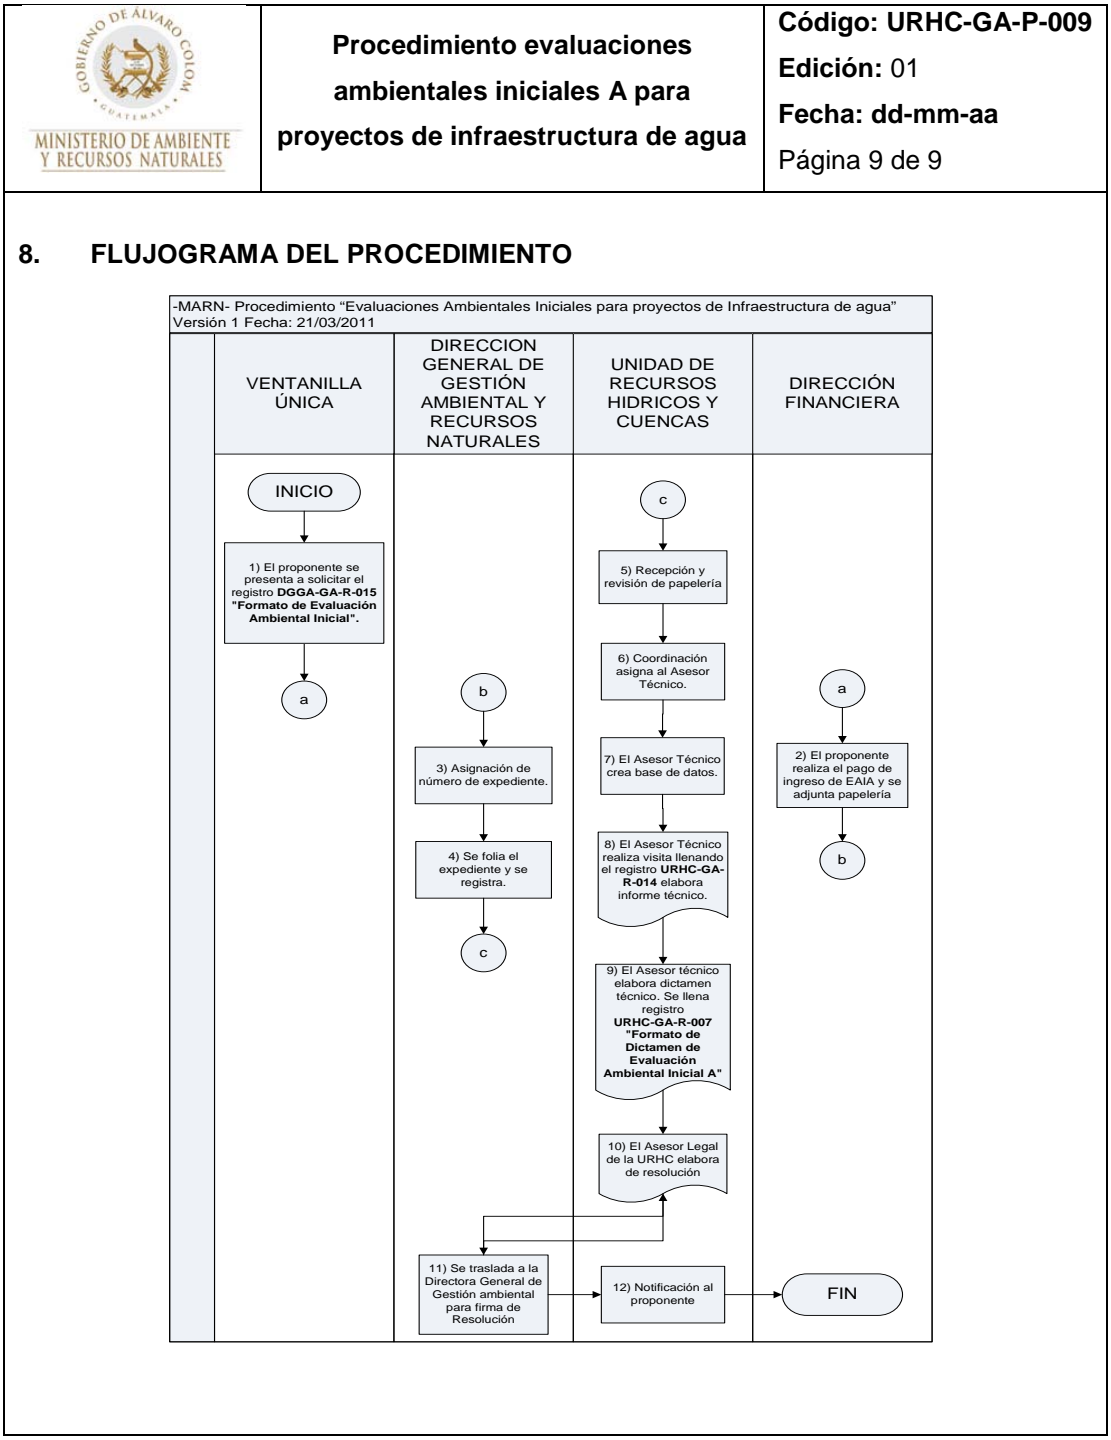 GOBIERNO DE ÁLVARO COLOM
GUATEMALA
MINISTERIO DE AMBIENTE
Y RECURSOS NATURALES
Procedimiento evaluaciones
ambientales iniciales A para
proyectos de infraestructura de agua
Código: URHC-GA-P-009
Edición: 01
Fecha: dd-mm-aa
Página 9 de 9
8. FLUJOGRAMA DEL PROCEDIMIENTO
-MARN- Procedimiento “Evaluaciones Ambientales Iniciales para proyectos de Infraestructura de agua”
Versión 1 Fecha: 21/03/2011
VENTANILLA
ÚNICA
DIRECCION
GENERAL DE
GESTIÓN
AMBIENTAL Y
RECURSOS
NATURALES
UNIDAD DE
RECURSOS
HIDRICOS Y
CUENCAS
DIRECCIÓN
FINANCIERA
INICIO
1) El proponente se
presenta a solicitar el
registro DGGA-GA-R-015
"Formato de Evaluación
Ambiental Inicial".
a
b
3) Asignación de
número de expediente.
4) Se folia el
expediente y se
registra.
c
c
5) Recepción y
revisión de papelería
6) Coordinación
asigna al Asesor
Técnico.
7) El Asesor Técnico
crea base de datos.
8) El Asesor Técnico
realiza visita llenando
el registro URHC-GA-
R-014 elabora
informe técnico.
9) El Asesor técnico
elabora dictamen
técnico. Se llena
registro
URHC-GA-R-007
"Formato de
Dictamen de
Evaluación
Ambiental Inicial A"
10) El Asesor Legal
de la URHC elabora
de resolución
a
2) El proponente
realiza el pago de
ingreso de EAIA y se
adjunta papelería
b
11) Se traslada a la
Directora General de
Gestión ambiental
para firma de
Resolución
12) Notificación al
proponente
FIN